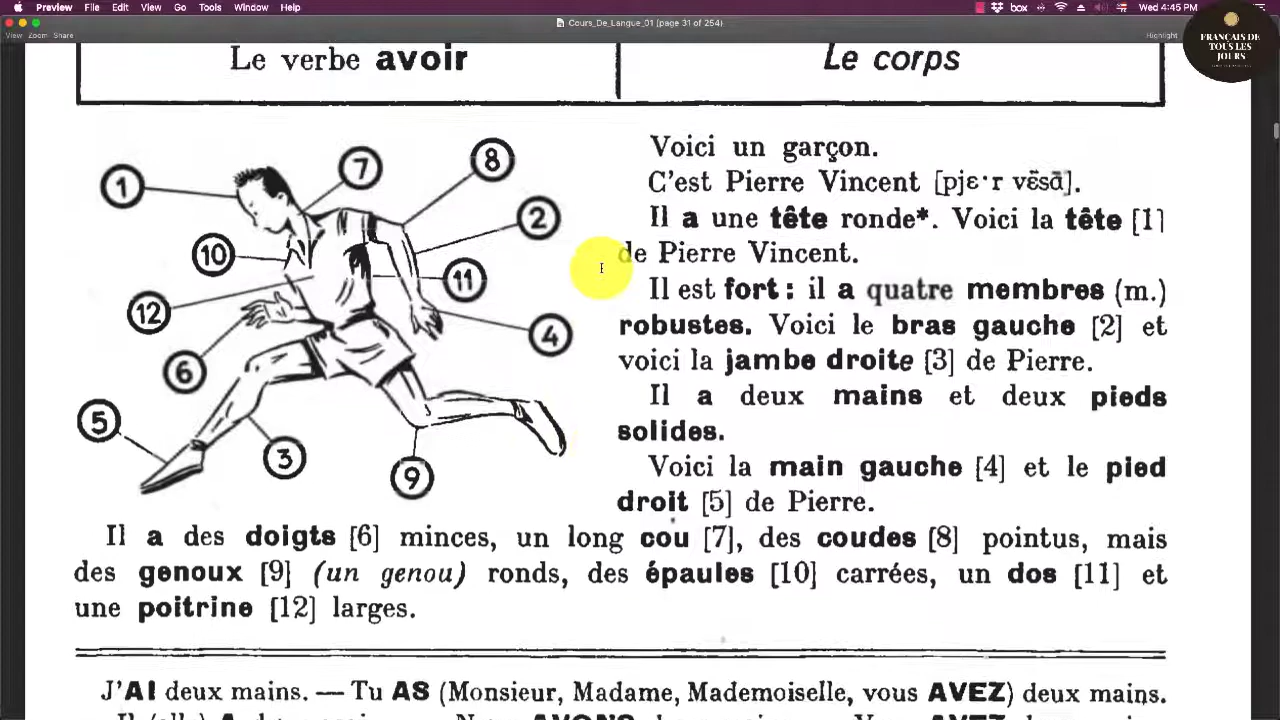 Preview File Edit View Go Tools Window Help
box
Wed 4:45 PM
Cours_De_Langue_01 (page 31 of 254)
View Zoom Share
Highlight
FRANÇAIS DE
TOUS LES
JOURS
Le verbe avoir
Le corps
1
7
8
2
10
11
12
4
6
5
3
9
Voici un garçon.
C'est Pierre Vincent [pjɛ·r vɛ̃sɑ̃].
Il a une tête ronde*. Voici la tête [1]
de Pierre Vincent.
Il est fort : il a quatre membres (m.)
robustes. Voici le bras gauche [2] et
voici la jambe droite [3] de Pierre.
Il a deux mains et deux pieds
solides.
Voici la main gauche [4] et le pied
droit [5] de Pierre.
Il a des doigts [6] minces, un long cou [7], des coudes [8] pointus, mais
des genoux [9] (un genou) ronds, des épaules [10] carrées, un dos [11] et
une poitrine [12] larges.
J'AI deux mains. — Tu AS (Monsieur, Madame, Mademoiselle, vous AVEZ) deux mains.